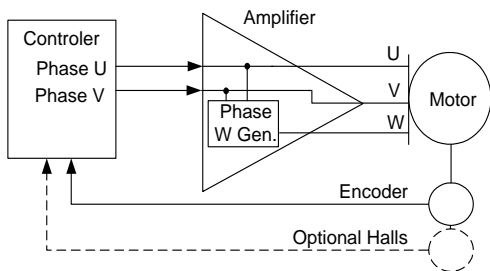 Amplifier
Controler
Phase U
Phase V
Phase
W Gen.
U
V
W
Motor
Encoder
Optional Halls